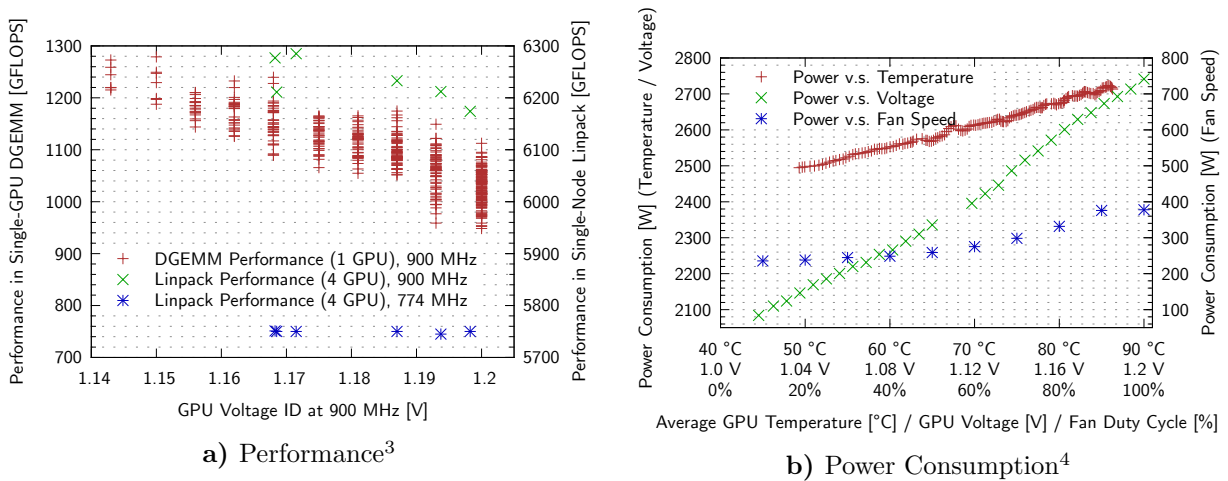 Performance in Single-GPU DGEMM [GFLOPS]
1300
1200
1100
1000
900
800
700
6300
6200
6100
6000
5900
5800
5700
Performance in Single-Node Linpack [GFLOPS]
DGEMM Performance (1 GPU), 900 MHz
Linpack Performance (4 GPU), 900 MHz
Linpack Performance (4 GPU), 774 MHz
1.14 1.15 1.16 1.17 1.18 1.19 1.2
GPU Voltage ID at 900 MHz [V]
a) Performance³
Power Consumption [W] (Temperature / Voltage)
2800
2700
2600
2500
2400
2300
2200
2100
800
700
600
500
400
300
200
100
Power Consumption [W] (Fan Speed)
Power v.s. Temperature
Power v.s. Voltage
Power v.s. Fan Speed
40 °C 50 °C 60 °C 70 °C 80 °C 90 °C
1.0 V 1.04 V 1.08 V 1.12 V 1.16 V 1.2 V
0% 20% 40% 60% 80% 100%
Average GPU Temperature [°C] / GPU Voltage [V] / Fan Duty Cycle [%]
b) Power Consumption⁴